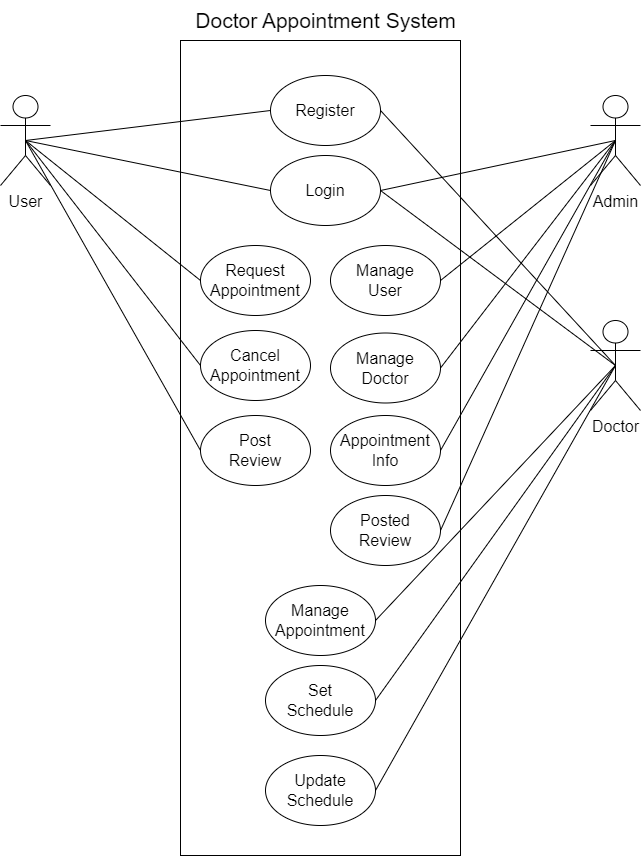 Doctor Appointment System
Register
Login
User
Admin
Request
Appointment
Manage
User
Cancel
Appointment
Manage
Doctor
Doctor
Post
Review
Appointment
Info
Posted
Review
Manage
Appointment
Set
Schedule
Update
Schedule